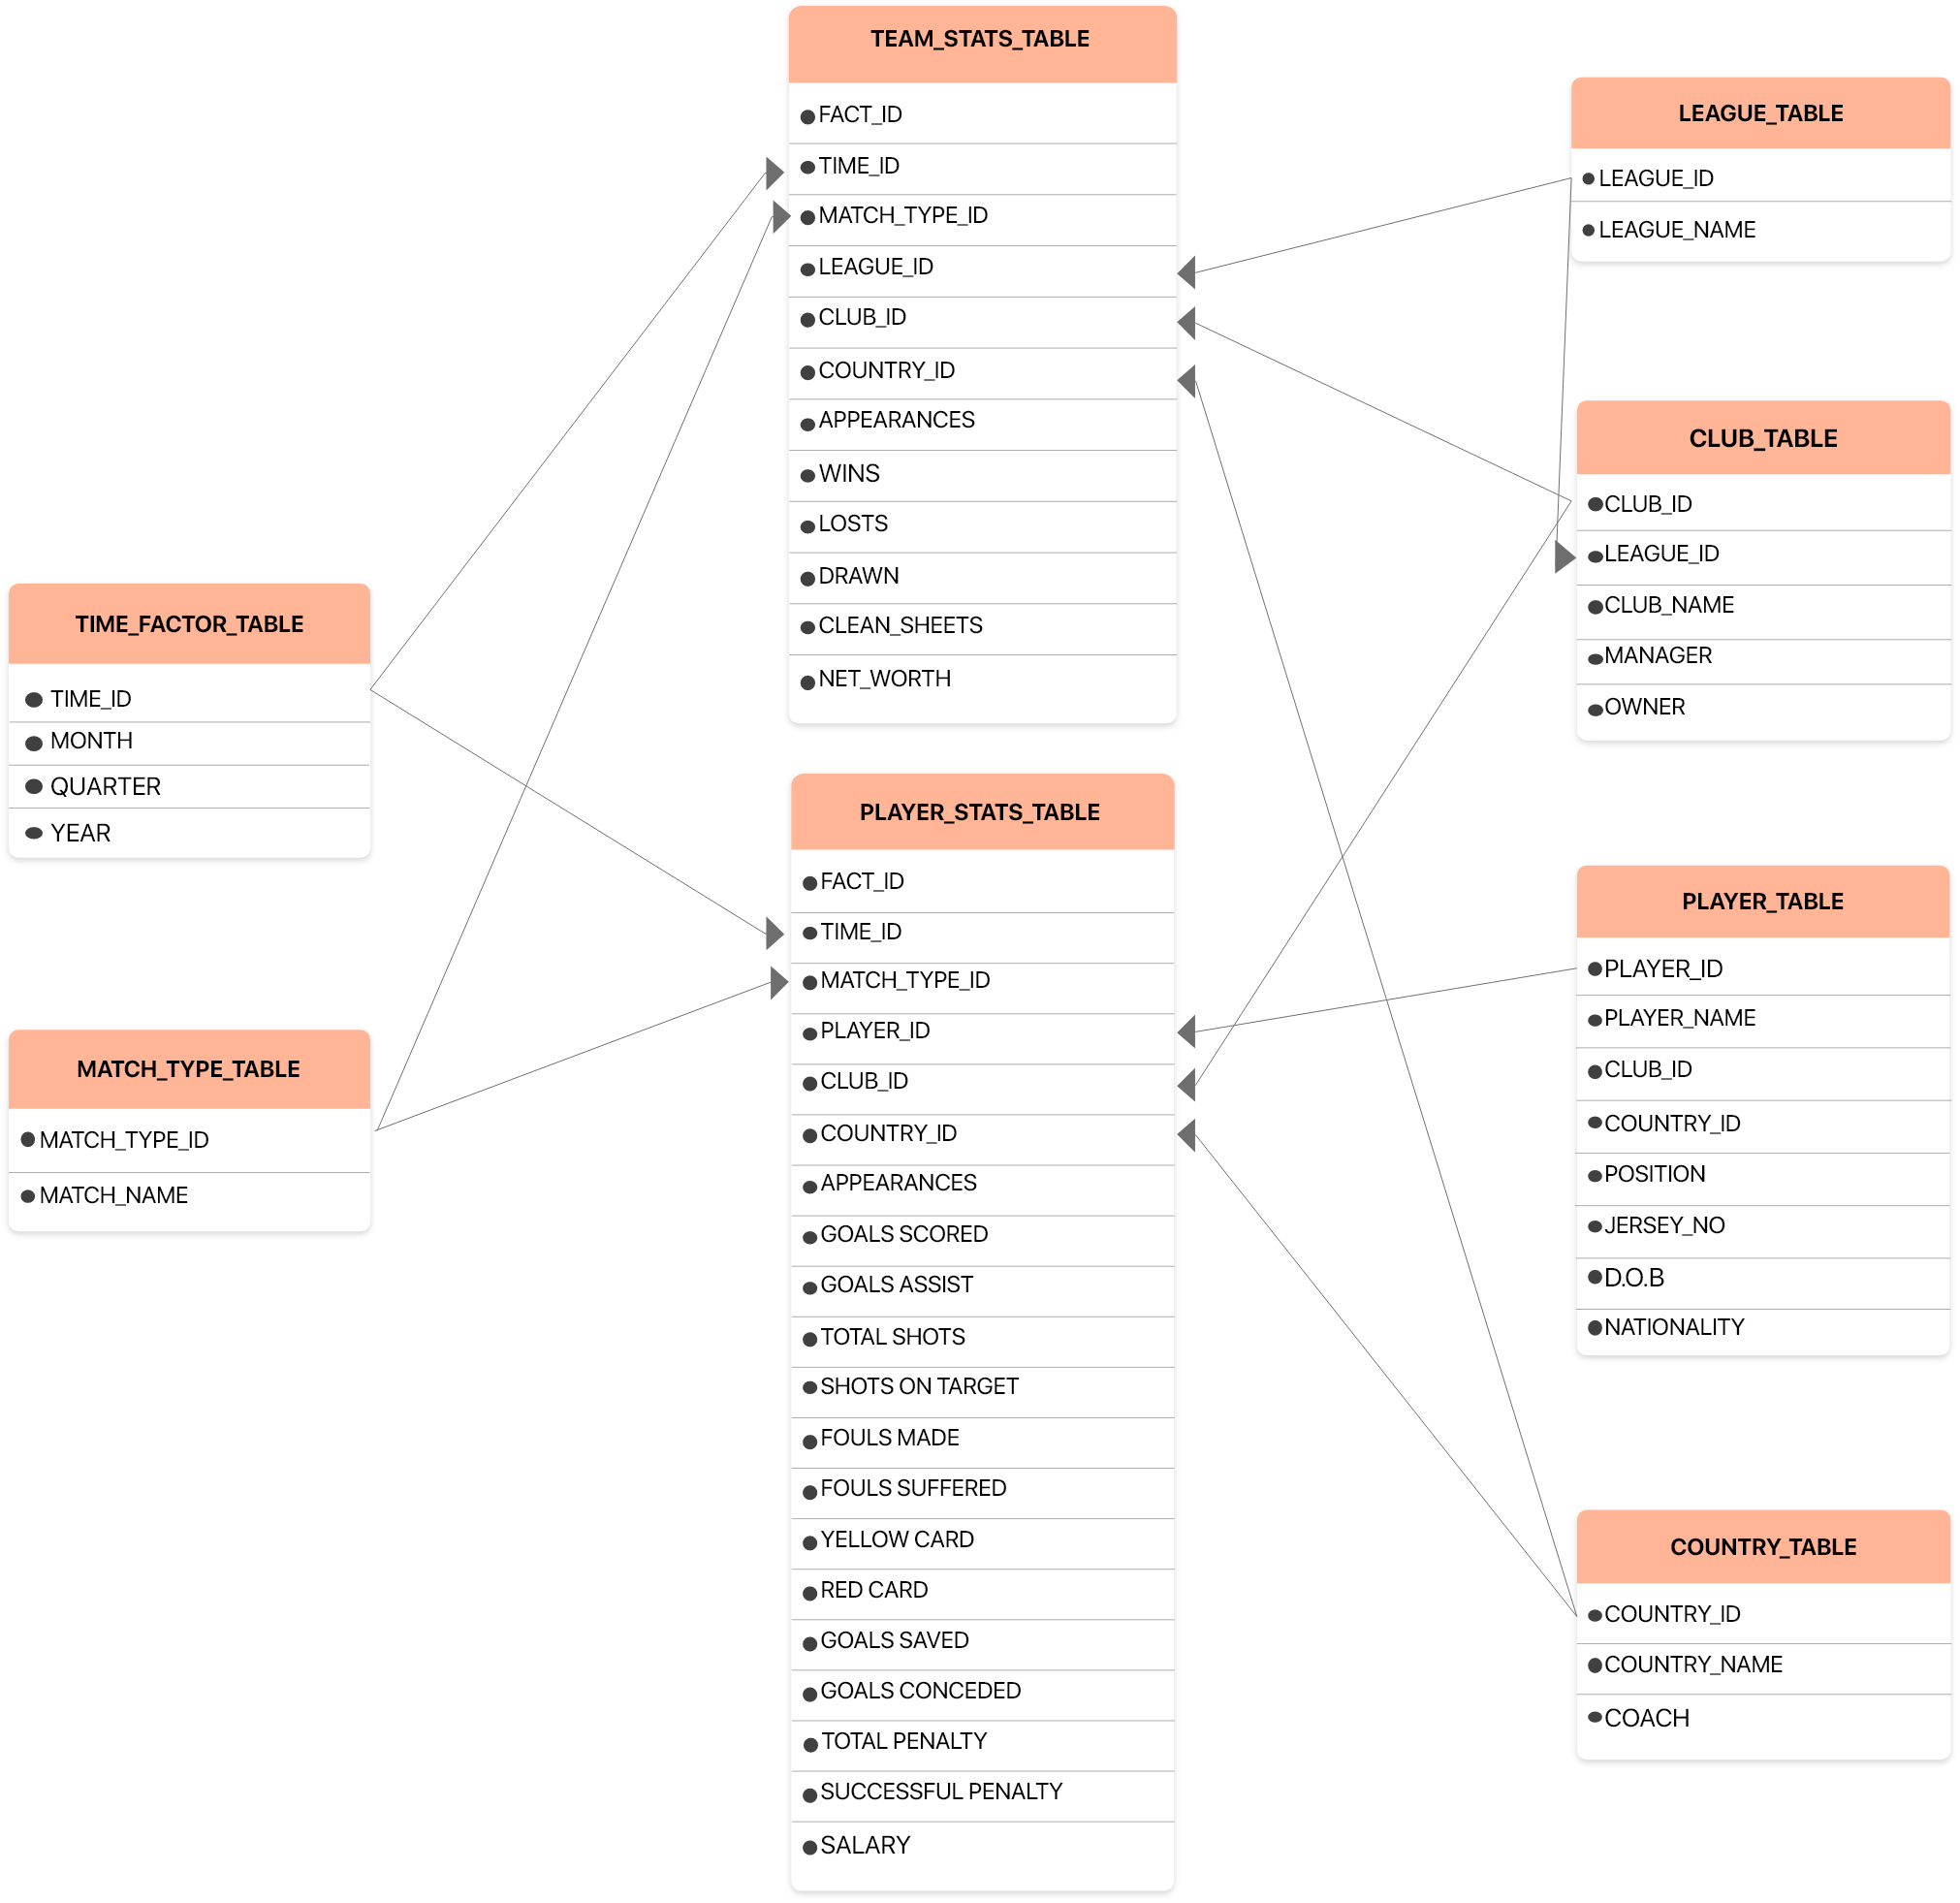 TEAM_STATS_TABLE
FACT_ID
TIME_ID
MATCH_TYPE_ID
LEAGUE_ID
CLUB_ID
COUNTRY_ID
APPEARANCES
WINS
LOSTS
DRAWN
CLEAN_SHEETS
NET_WORTH
LEAGUE_TABLE
LEAGUE_ID
LEAGUE_NAME
CLUB_TABLE
CLUB_ID
LEAGUE_ID
CLUB_NAME
MANAGER
OWNER
TIME_FACTOR_TABLE
TIME_ID
MONTH
QUARTER
YEAR
PLAYER_STATS_TABLE
FACT_ID
TIME_ID
MATCH_TYPE_ID
PLAYER_ID
CLUB_ID
COUNTRY_ID
APPEARANCES
GOALS SCORED
GOALS ASSIST
TOTAL SHOTS
SHOTS ON TARGET
FOULS MADE
FOULS SUFFERED
YELLOW CARD
RED CARD
GOALS SAVED
GOALS CONCEDED
TOTAL PENALTY
SUCCESSFUL PENALTY
SALARY
PLAYER_TABLE
PLAYER_ID
PLAYER_NAME
CLUB_ID
COUNTRY_ID
POSITION
JERSEY_NO
D.O.B
NATIONALITY
MATCH_TYPE_TABLE
MATCH_TYPE_ID
MATCH_NAME
COUNTRY_TABLE
COUNTRY_ID
COUNTRY_NAME
COACH